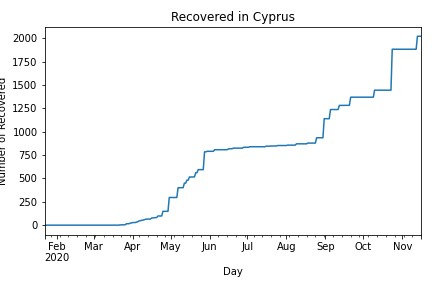 Recovered in Cyprus
Number of Recovered
2000
1750
1500
1250
1000
750
500
250
0
Feb Mar Apr May Jun Jul Aug Sep Oct Nov
2020
Day